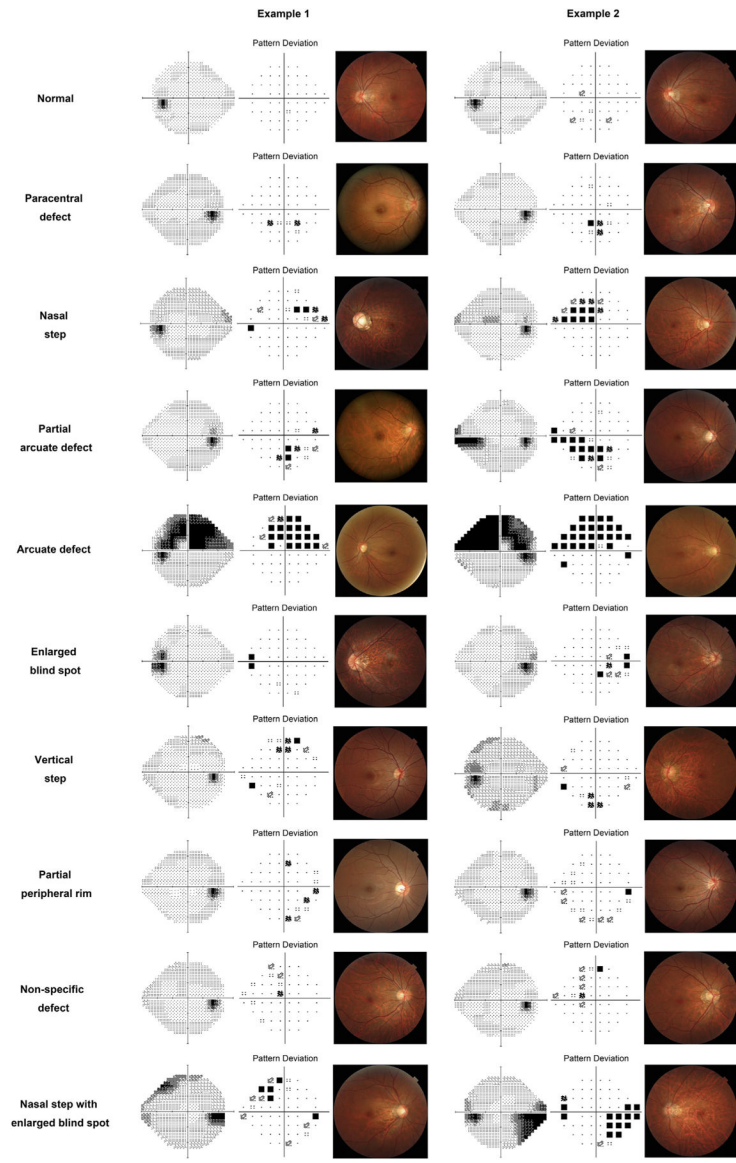 Example 1
Example 2
Pattern Deviation
Pattern Deviation
Normal
Pattern Deviation
Pattern Deviation
Paracentral
defect
Pattern Deviation
Pattern Deviation
Nasal
step
Pattern Deviation
Pattern Deviation
Partial
arcuate defect
Pattern Deviation
Pattern Deviation
Arcuate defect
Pattern Deviation
Pattern Deviation
Enlarged
blind spot
Pattern Deviation
Pattern Deviation
Vertical
step
Pattern Deviation
Pattern Deviation
Partial
peripheral rim
Pattern Deviation
Pattern Deviation
Non-specific
defect
Pattern Deviation
Pattern Deviation
Nasal step with
enlarged blind spot